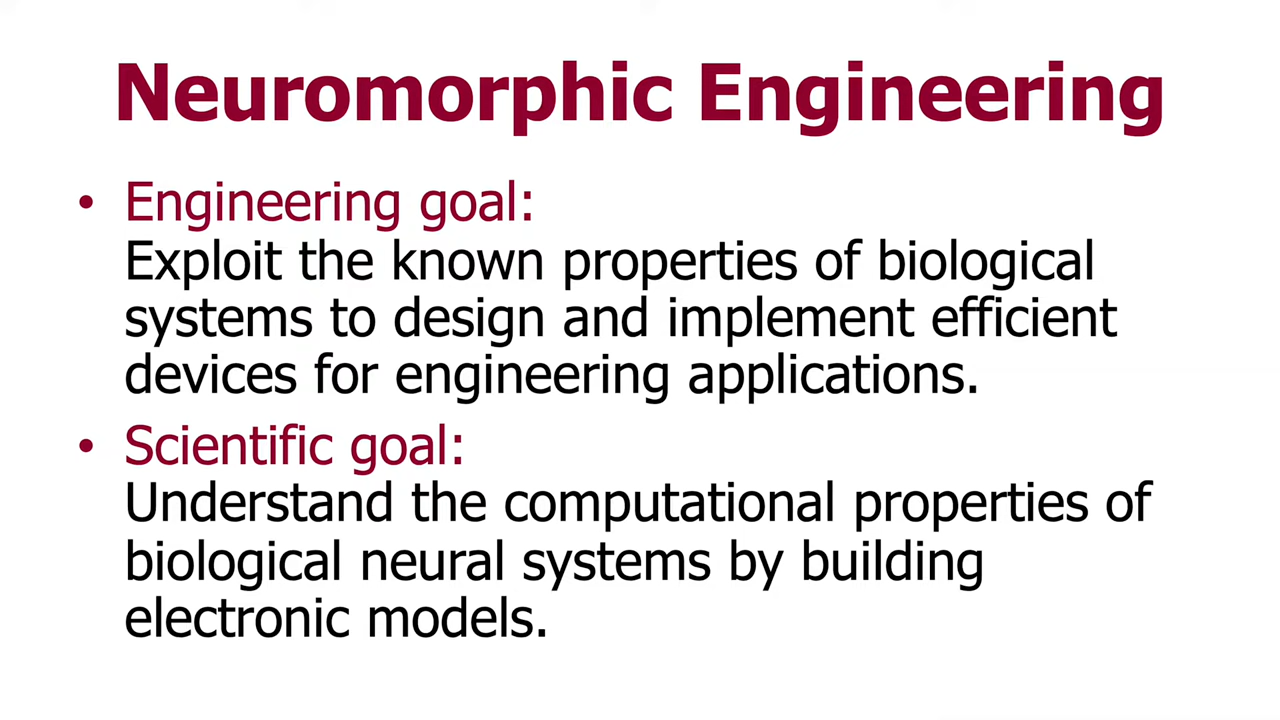 Neuromorphic Engineering
• Engineering goal:
Exploit the known properties of biological
systems to design and implement efficient
devices for engineering applications.
• Scientific goal:
Understand the computational properties of
biological neural systems by building
electronic models.